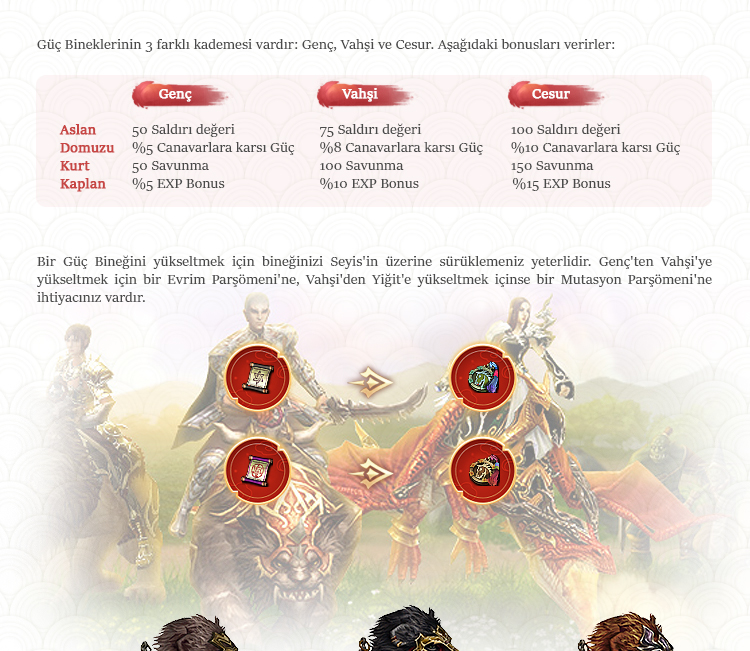 Güç Bineklerinin 3 farklı kademesi vardır: Genç, Vahşi ve Cesur. Aşağıdaki bonusları verirler:
Genç Vahşi Cesur
Aslan 50 Saldırı değeri 75 Saldırı değeri 100 Saldırı değeri
Domuzu %5 Canavarlara karsı Güç %8 Canavarlara karsı Güç %10 Canavarlara karsı Güç
Kurt 50 Savunma 100 Savunma 150 Savunma
Kaplan %5 EXP Bonus %10 EXP Bonus %15 EXP Bonus
Bir Güç Bineğini yükseltmek için bineğinizi Seyis'in üzerine sürüklemeniz yeterlidir. Genç'ten Vahşi'ye
yükseltmek için bir Evrim Parşömeni'ne, Vahşi'den Yiğit'e yükseltmek içinse bir Mutasyon Parşömeni'ne
ihtiyacınız vardır.